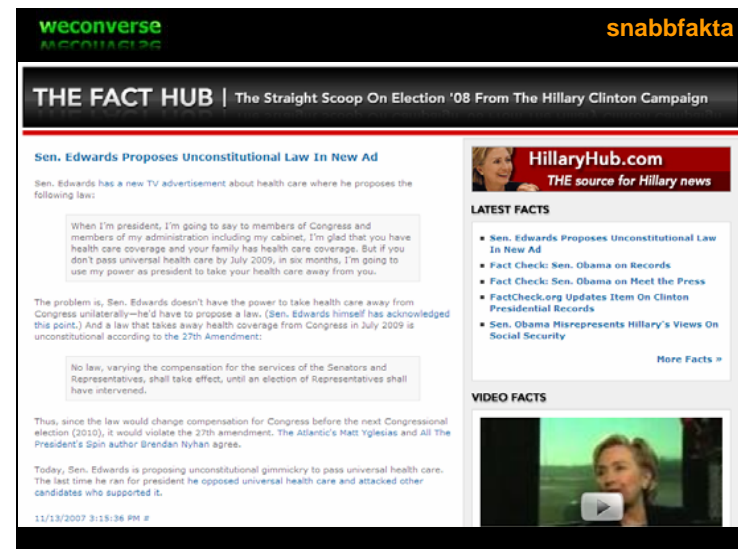 weconverse
snabbfakta
THE FACT HUB | The Straight Scoop On Election '08 From The Hillary Clinton Campaign
Sen. Edwards Proposes Unconstitutional Law In New Ad
Sen. Edwards has a new TV advertisement about health care where he proposes the
following law:
When I'm president, I'm going to say to members of Congress and
members of my administration including my cabinet, I'm glad that you have
health care coverage and your family has health care coverage. But if you
don't pass universal health care by July 2009, in six months, I'm going to
use my power as president to take your health care away from you.
The problem is, Sen. Edwards doesn't have the power to take health care away from
Congress unilaterally—he'd have to propose a law. (Sen. Edwards himself has acknowledged
this point.) And a law that takes away health coverage from Congress in July 2009 is
unconstitutional according to the 27th Amendment:
No law, varying the compensation for the services of the Senators and
Representatives, shall take effect, until an election of Representatives shall
have intervened.
Thus, since the law would change compensation for Congress before the next Congressional
election (2010), it would violate the 27th amendment. The Atlantic's Matt Yglesias and All The
President's Spin author Brendan Nyhan agree.
Today, Sen. Edwards is proposing unconstitutional gimmickry to pass universal health care.
The last time he ran for president he opposed universal health care and attacked other
candidates who supported it.
11/13/2007 3:15:36 PM #
HillaryHub.com
THE source for Hillary news
LATEST FACTS
Sen. Edwards Proposes Unconstitutional Law
In New Ad
Fact Check: Sen. Obama on Records
Fact Check: Sen. Obama on Meet the Press
FactCheck.org Updates Item On Clinton
Presidential Records
Sen. Obama Misrepresents Hillary's Views On
Social Security
More Facts »
VIDEO FACTS